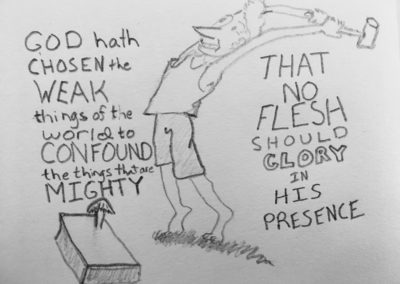 GOD hath
CHOSEN the
WEAK
things of the
world to
CONFOUND
the things that are
MIGHTY
THAT
NO
FLESH
SHOULD
GLORY
IN
HIS
PRESENCE